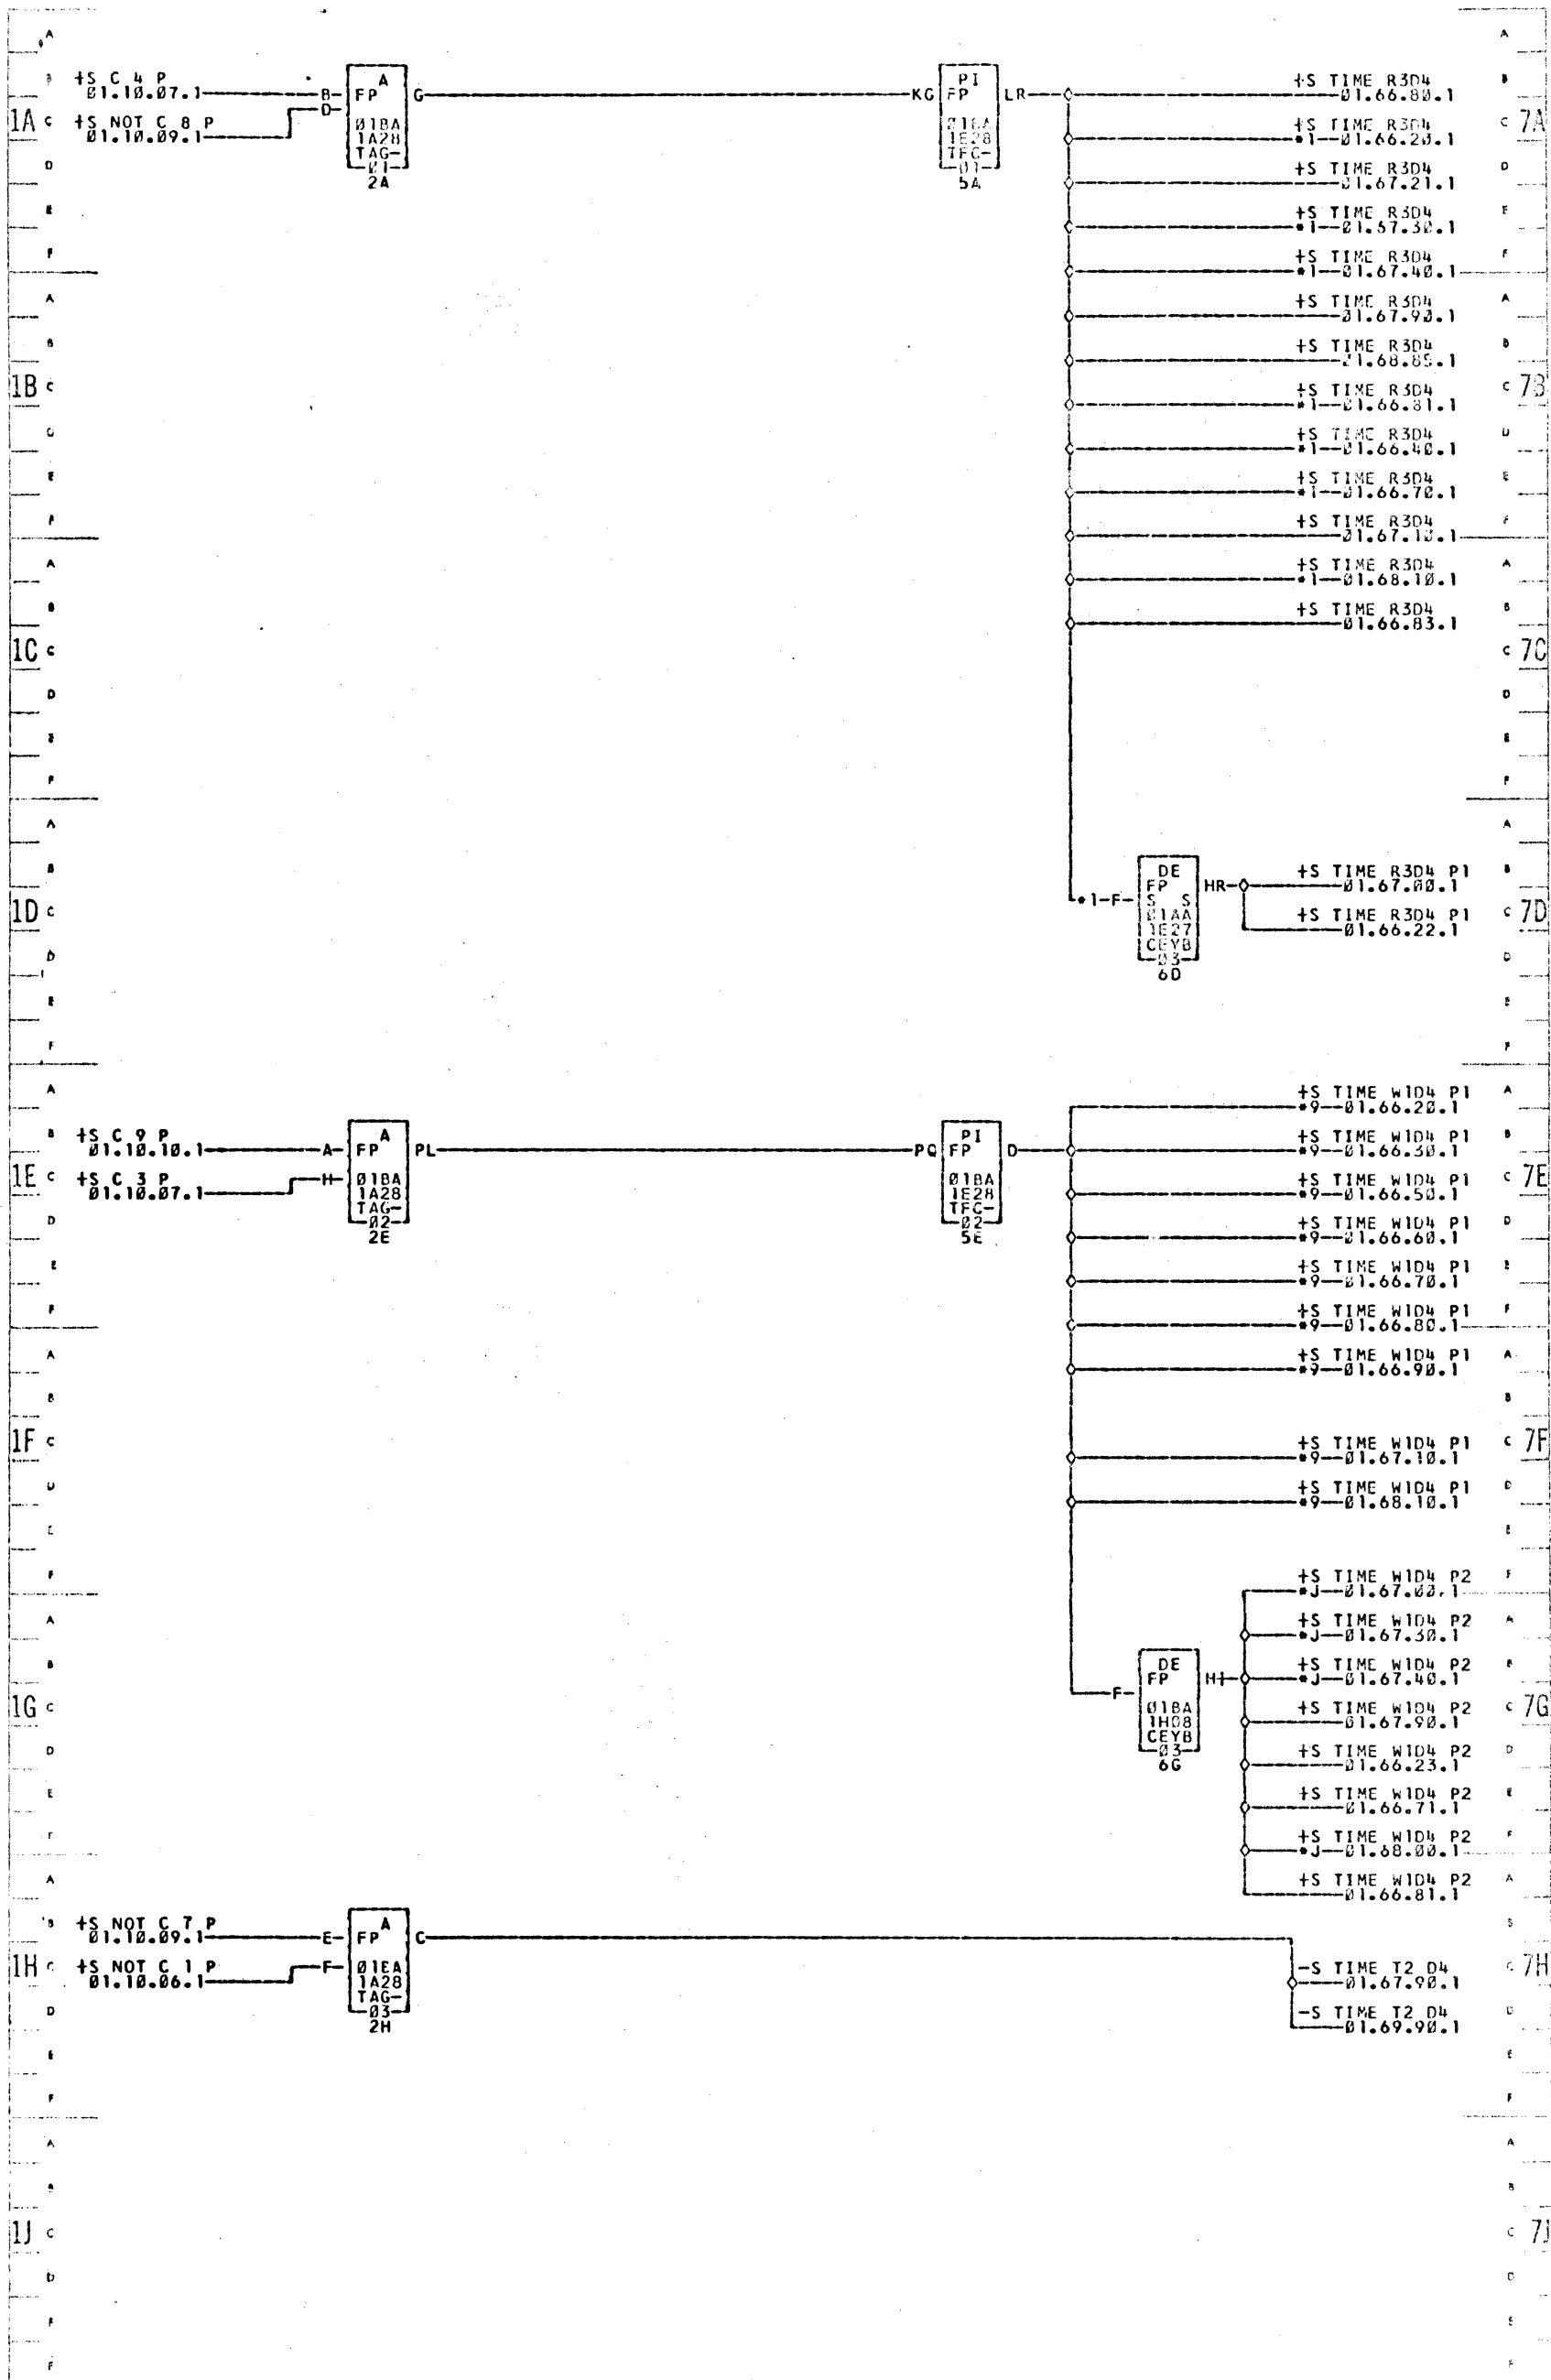 +S C 4 P
01.10.07.1 B
+S NOT C 8 P
01.10.09.1 D
A
FP G
01BA
1A28
TAG-
01
2A
PI
KG FP LR
1E28
TFC-
01
5A
+S TIME R3D4
01.66.80.1
+S TIME R3D4
*1 01.66.20.1
+S TIME R3D4
01.67.21.1
+S TIME R3D4
+S TIME R3D4
*1 01.67.40.1
+S TIME R3D4
01.67.90.1
+S TIME R3D4
+S TIME R3D4
+S TIME R3D4
*1 01.66.40.1
+S TIME R3D4
*1 01.66.70.1
+S TIME R3D4
01.67.10.1
+S TIME R3D4
*1 01.68.10.1
+S TIME R3D4
01.66.83.1
DE
*1 F FP HR
S S
01AA
1E27
CEYB
03
6D
+S TIME R3D4 P1
01.67.00.1
+S TIME R3D4 P1
01.66.22.1
+S C 9 P
01.10.10.1 A
+S C 3 P
01.10.07.1 H
A
FP PL
01BA
1A28
TAG-
02
2E
PI
PQ FP D
01BA
1E28
TFC-
02
5E
+S TIME W1D4 P1
*9 01.66.20.1
+S TIME W1D4 P1
*9 01.66.30.1
+S TIME W1D4 P1
*9 01.66.50.1
+S TIME W1D4 P1
*9 01.66.60.1
+S TIME W1D4 P1
*9 01.66.70.1
+S TIME W1D4 P1
*9 01.66.80.1
+S TIME W1D4 P1
*9 01.66.90.1
+S TIME W1D4 P1
*9 01.67.10.1
+S TIME W1D4 P1
*9 01.68.10.1
DE
F FP H
01BA
1H08
CEYB
03
6G
+S TIME W1D4 P2
*J 01.67.00.1
+S TIME W1D4 P2
*J 01.67.30.1
+S TIME W1D4 P2
*J 01.67.40.1
+S TIME W1D4 P2
01.67.90.1
+S TIME W1D4 P2
01.66.23.1
+S TIME W1D4 P2
01.66.71.1
+S TIME W1D4 P2
*J 01.68.00.1
+S TIME W1D4 P2
01.66.81.1
+S NOT C 7 P
01.10.09.1 E
+S NOT C 1 P
01.10.06.1 F
A
FP C
1A28
TAG-
03
2H
-S TIME T2 D4
01.67.90.1
-S TIME T2 D4
01.69.90.1
1A 7A
1B 7B
1C 7C
1D 7D
1E 7E
1F 7F
1G 7G
1H 7H
1J 7J